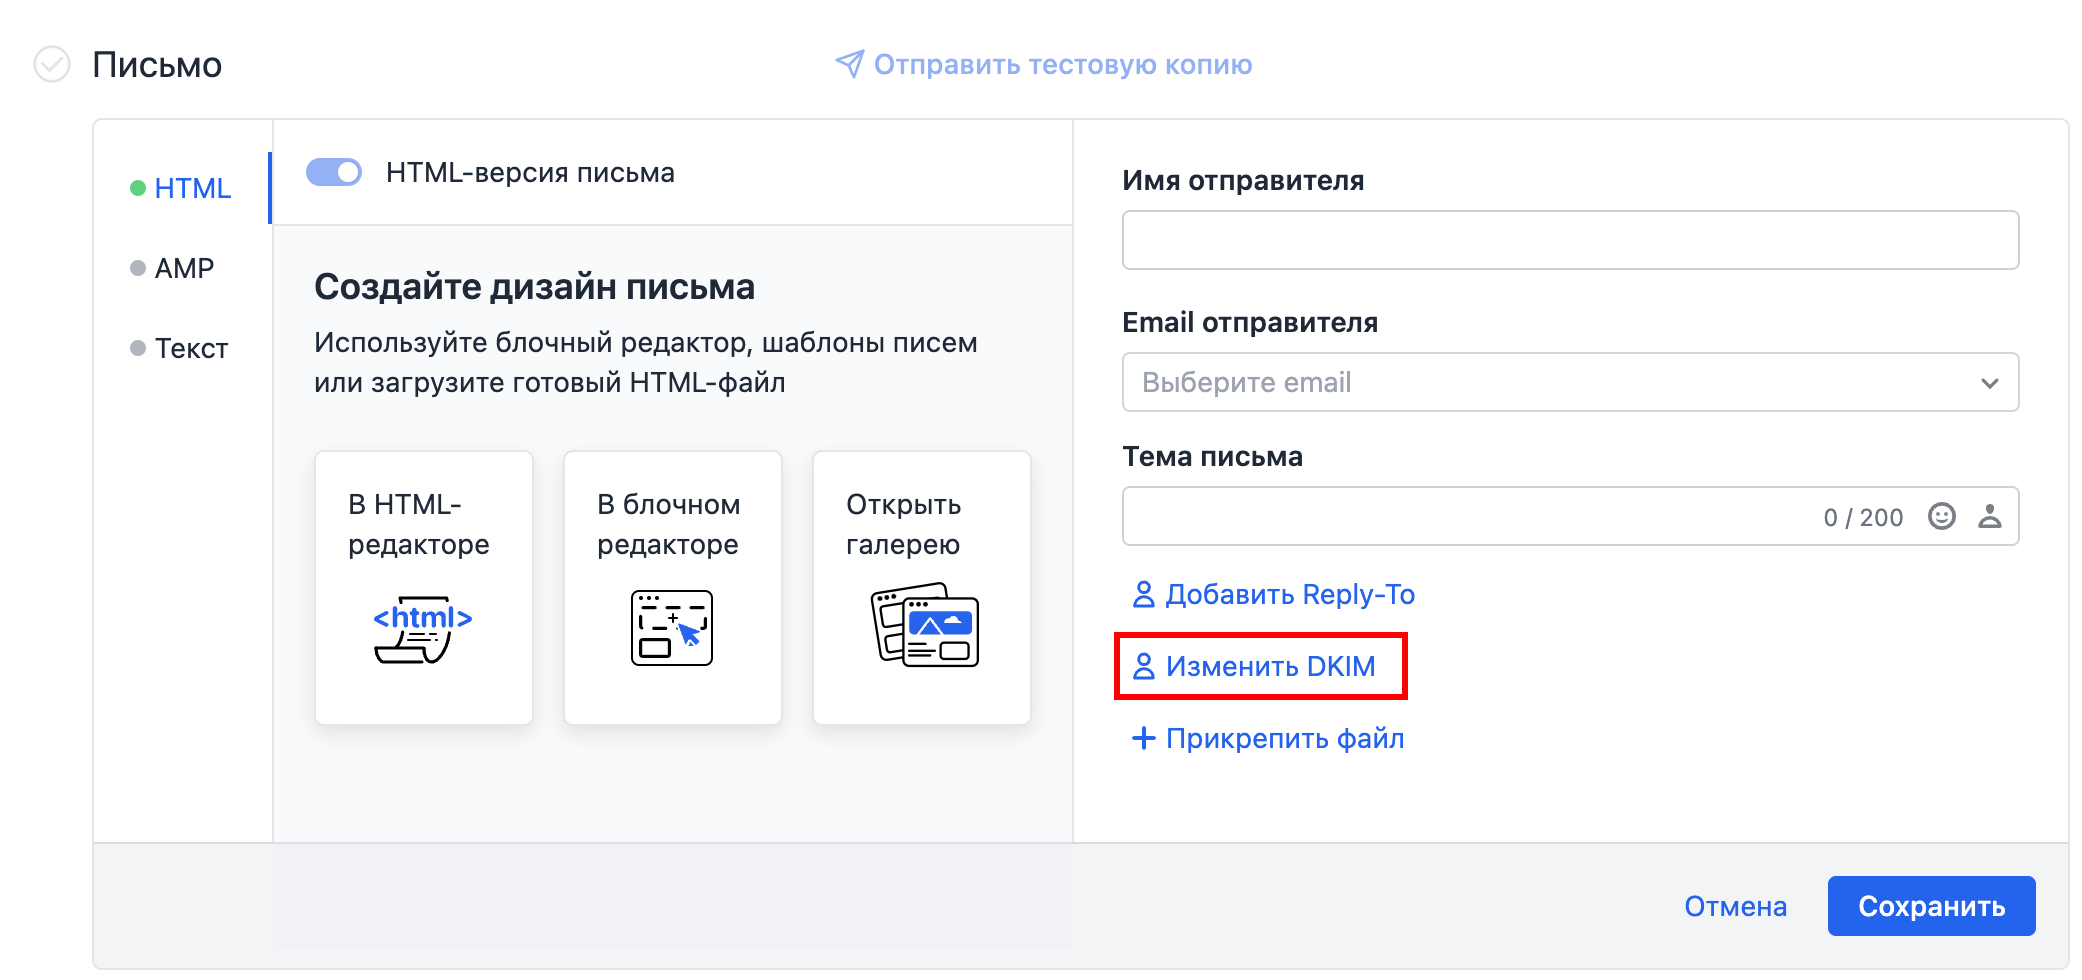 Письмо
Отправить тестовую копию
HTML
AMP
Текст
HTML-версия письма
Создайте дизайн письма
Используйте блочный редактор, шаблоны писем
или загрузите готовый HTML-файл
В HTML-
редакторе
<html>
В блочном
редакторе
Открыть
галерею
Имя отправителя
Email отправителя
Выберите email
Тема письма
0 / 200
Добавить Reply-To
Изменить DKIM
Прикрепить файл
Отмена
Сохранить